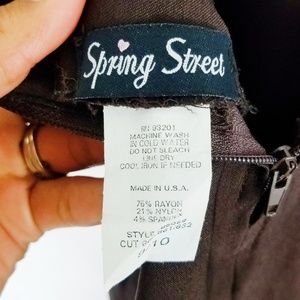 Spring Street
RN 93201
MACHINE WASH
IN COLD WATER
DO NOT BLEACH
LINE DRY
COOL IRON IF NEEDED
MADE IN U.S.A.
76% RAYON
21% NYLON
4% SPANDEX
STYLE
CUT
9/10